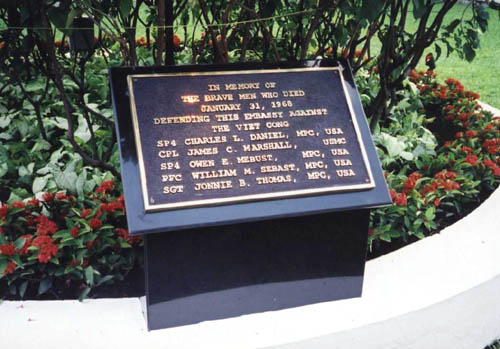 IN MEMORY OF
THE BRAVE MEN WHO DIED
JANUARY 31, 1968
DEFENDING THIS EMBASSY AGAINST
THE VIET CONG
SP4 CHARLES L. DANIEL, MPC, USA
CPL JAMES C. MARSHALL, USMC
SP4 OWEN E. MEBUST, MPC, USA
PFC WILLIAM M. SEBAST, MPC, USA
SGT JONNIE B. THOMAS, MPC, USA